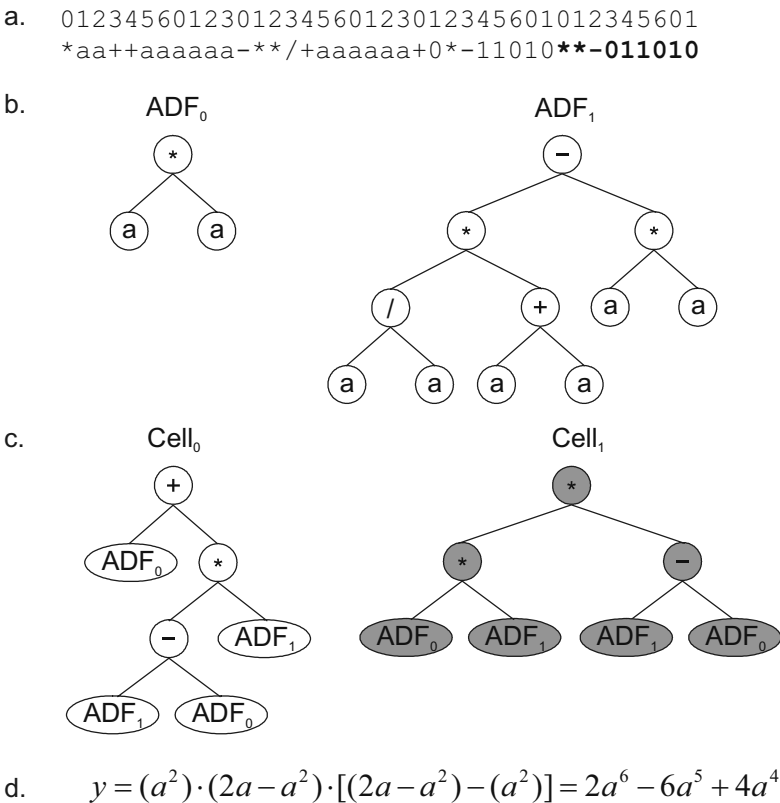 a. 0123456012301234560123012345601012345601
*aa++aaaaaa-**/+aaaaaa+0*-11010**-011010
b. ADF₀ ADF₁
* −
a a * *
/ + a a
a a a a
c. Cell₀ Cell₁
+ *
ADF₀ * * −
− ADF₁ ADF₀ ADF₁ ADF₁ ADF₀
ADF₁ ADF₀
d. y = (a²)·(2a − a²)·[(2a − a²) − (a²)] = 2a⁶ − 6a⁵ + 4a⁴